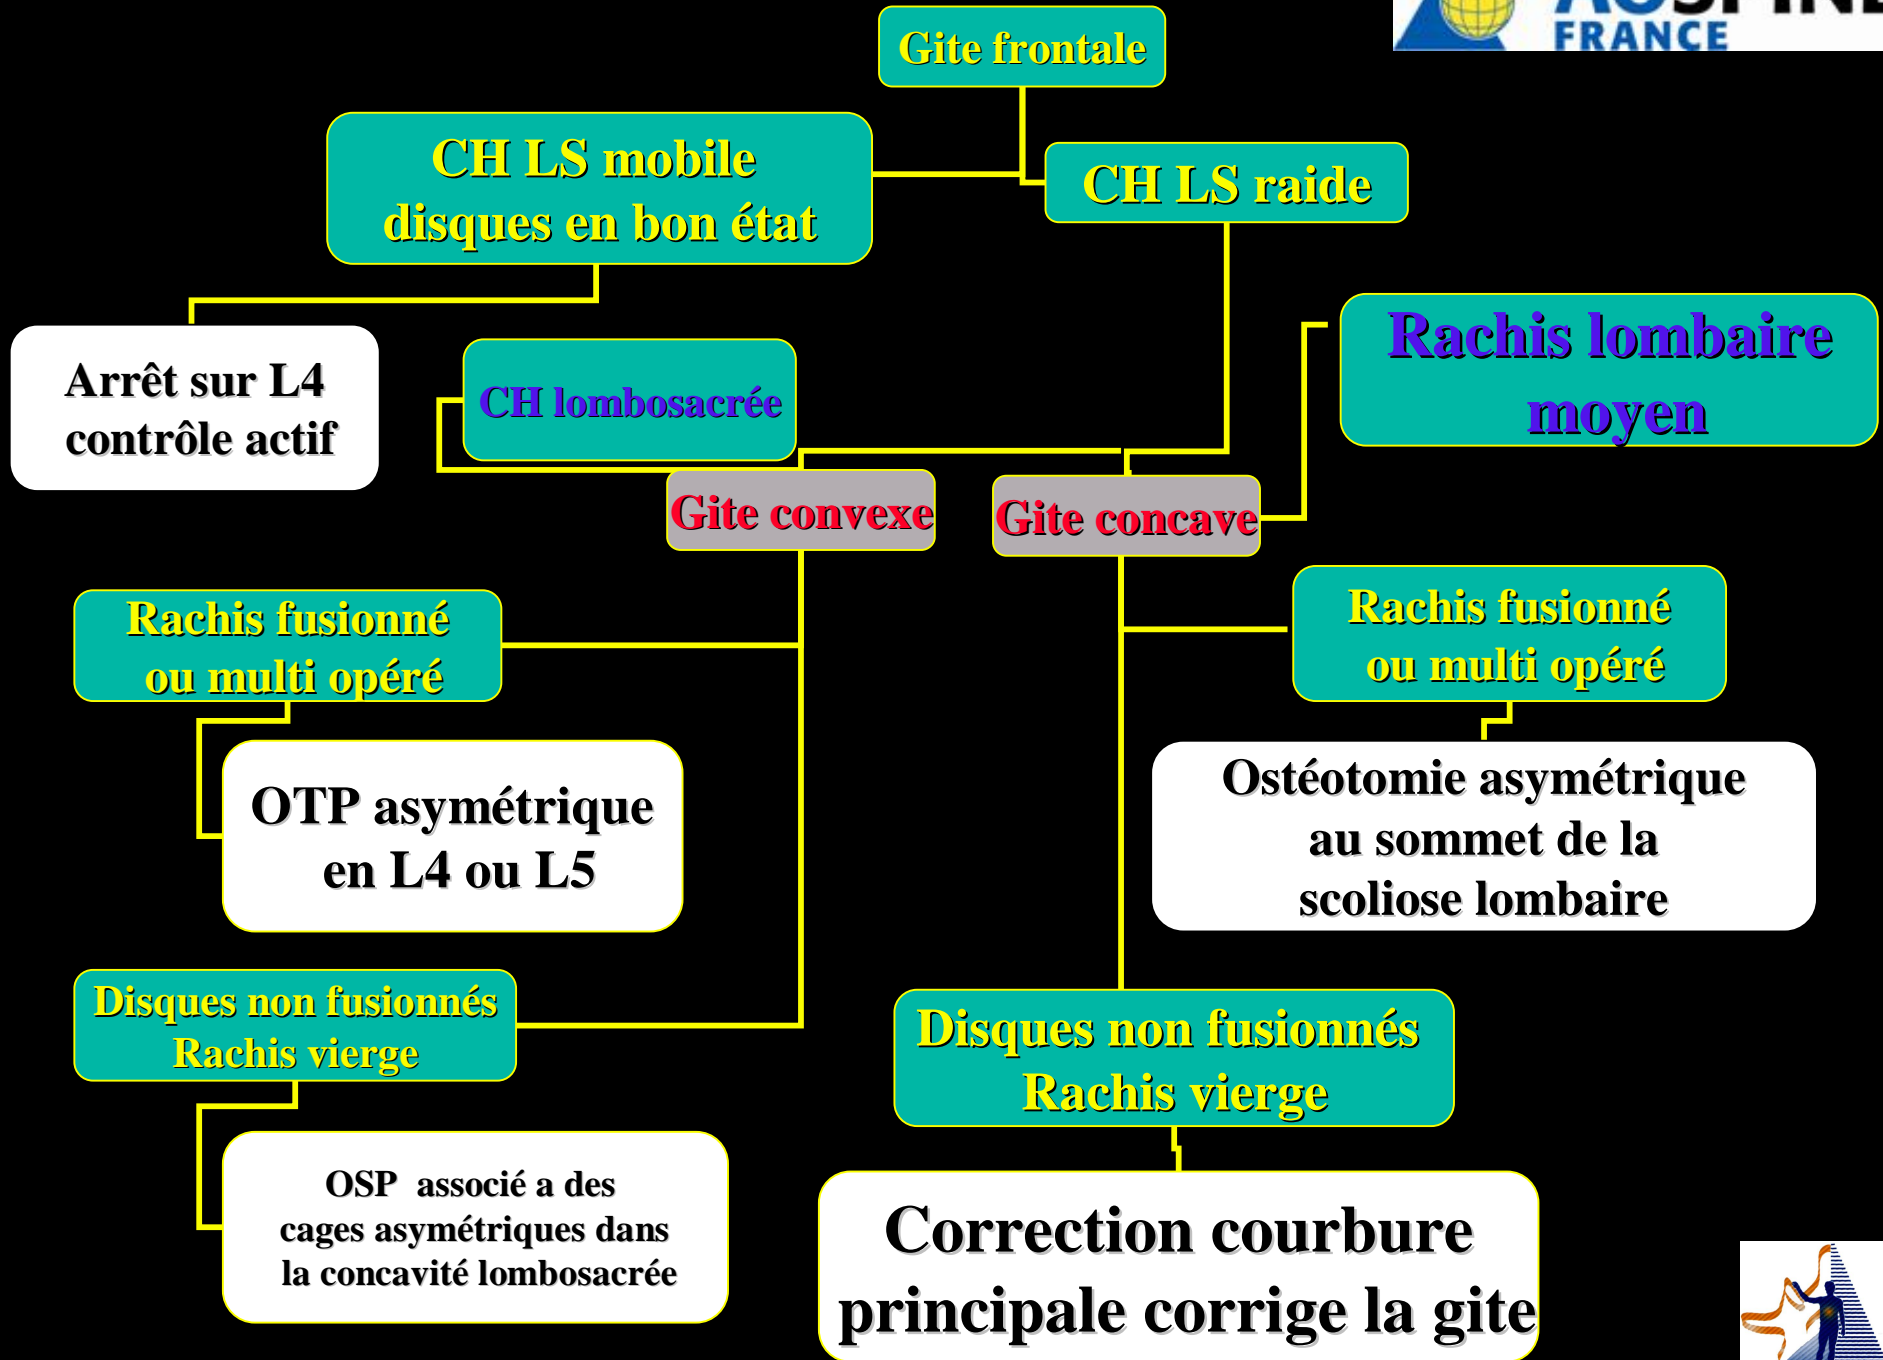 FRANCE
Gite frontale
CH LS mobile
disques en bon état
CH LS raide
Arrêt sur L4
contrôle actif
CH lombosacrée
Rachis lombaire
moyen
Gite convexe
Gite concave
Rachis fusionné
ou multi opéré
Rachis fusionné
ou multi opéré
OTP asymétrique
en L4 ou L5
Ostéotomie asymétrique
au sommet de la
scoliose lombaire
Disques non fusionnés
Rachis vierge
Disques non fusionnés
Rachis vierge
OSP associé a des
cages asymétriques dans
la concavité lombosacrée
Correction courbure
principale corrige la gite